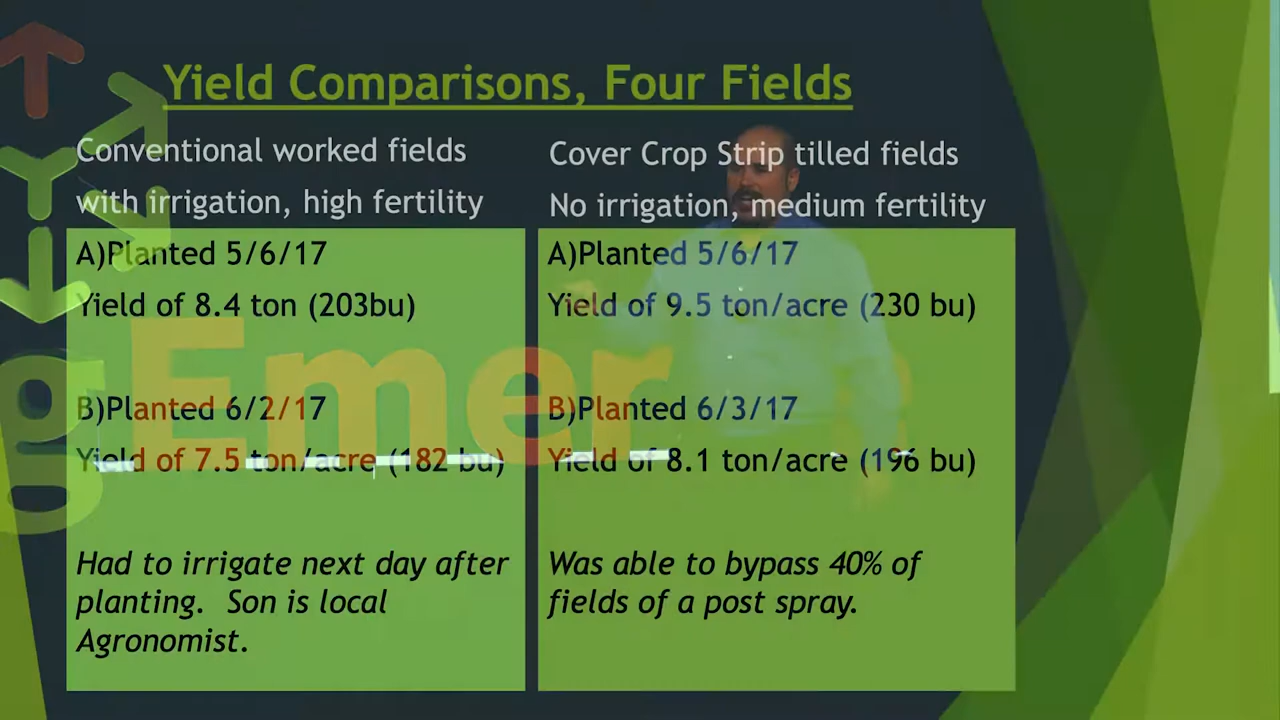 Yield Comparisons, Four Fields
Conventional worked fields
with irrigation, high fertility
A)Planted 5/6/17
Yield of 8.4 ton (203bu)
B)Planted 6/2/17
Yield of 7.5 ton/acre (182 bu)
Had to irrigate next day after
planting. Son is local
Agronomist.
Cover Crop Strip tilled fields
No irrigation, medium fertility
A)Planted 5/6/17
Yield of 9.5 ton/acre (230 bu)
B)Planted 6/3/17
Yield of 8.1 ton/acre (196 bu)
Was able to bypass 40% of
fields of a post spray.